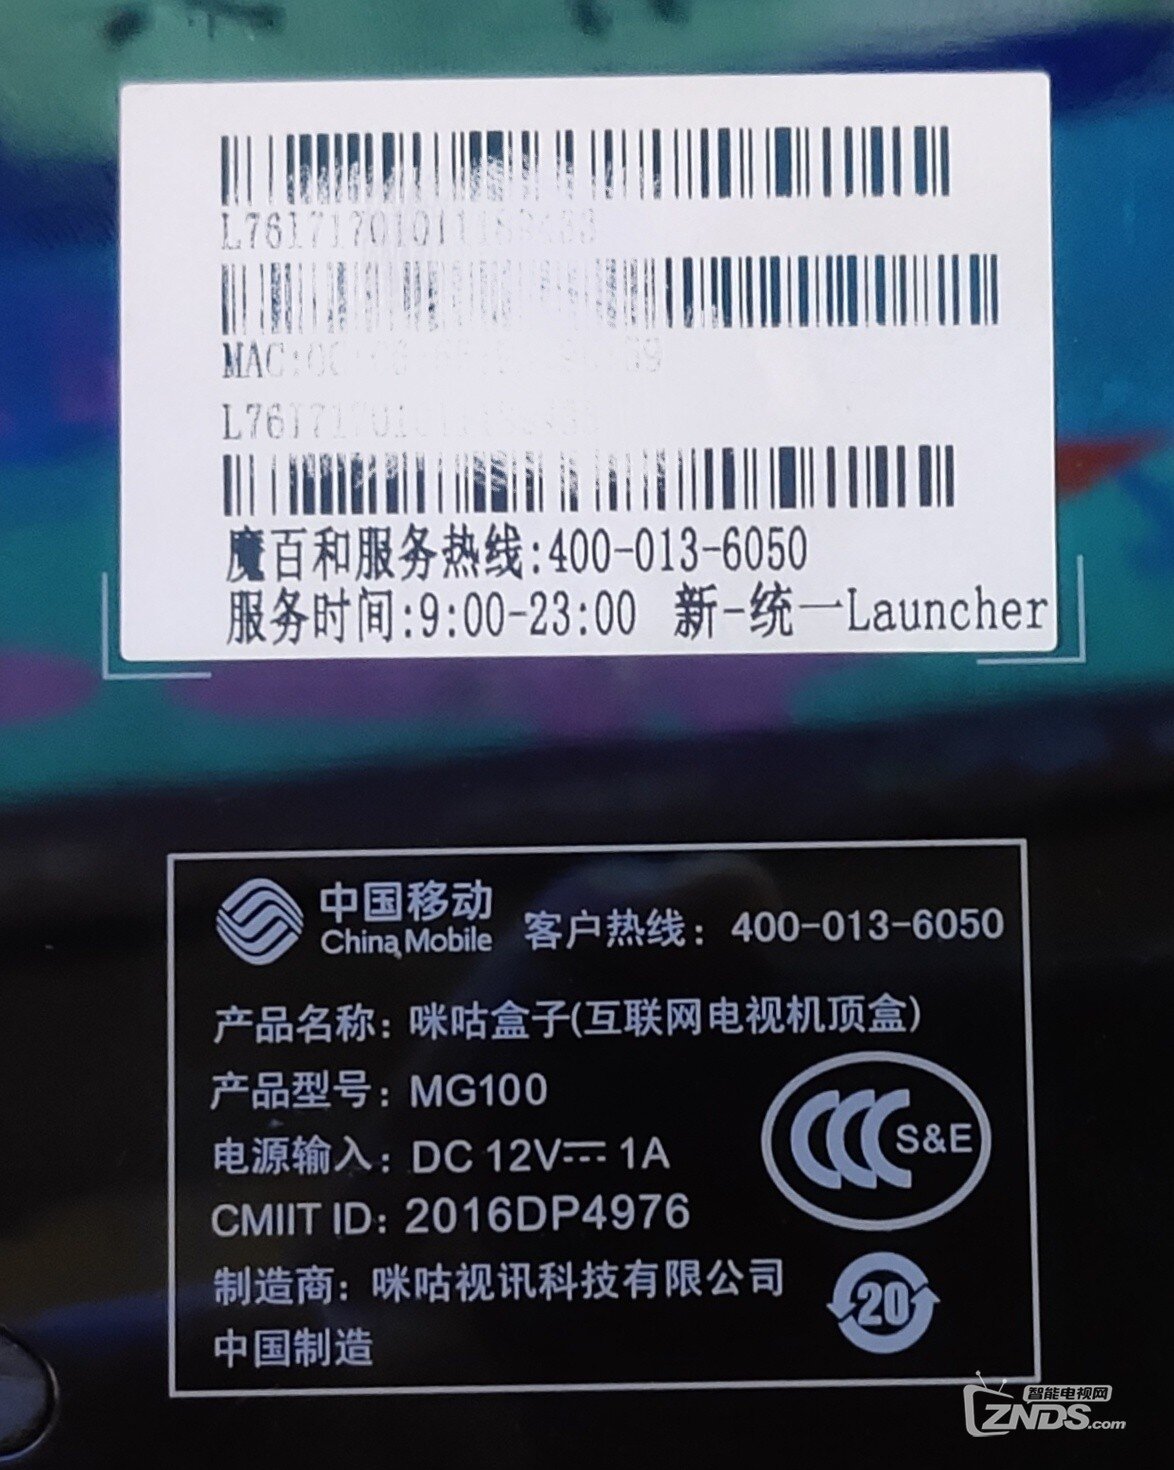 魔百和服务热线:400-013-6050
服务时间:9:00-23:00 新-统一Launcher
中国移动
China Mobile
客户热线：400-013-6050
产品名称：咪咕盒子(互联网电视机顶盒)
产品型号：MG100
电源输入：DC 12V⎓1A
CMIIT ID：2016DP4976
S&E
制造商：咪咕视讯科技有限公司
20
中国制造
智能电视网
ZNDS.com